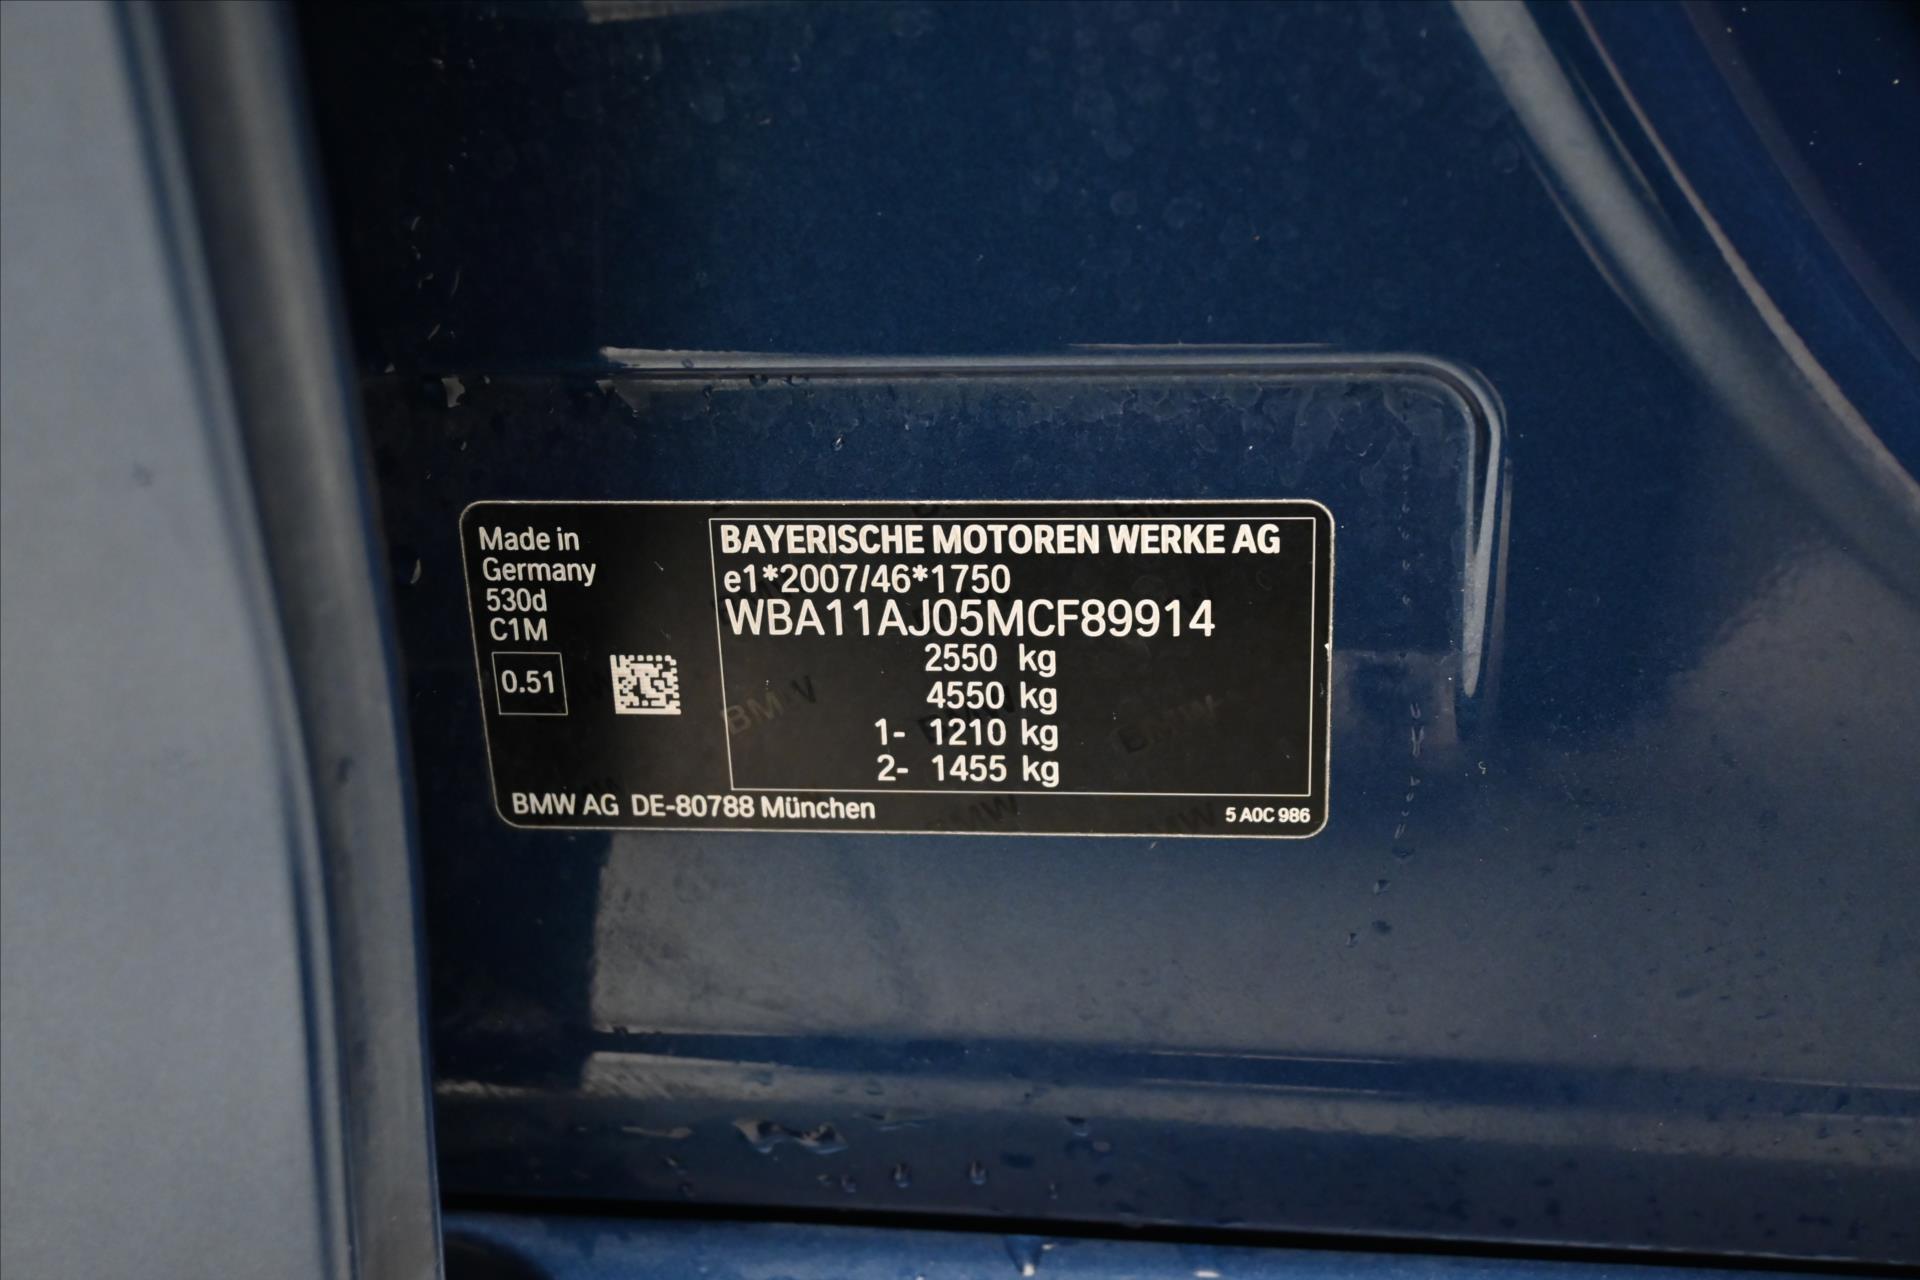 Made in
Germany
530d
C1M
0.51
BAYERISCHE MOTOREN WERKE AG
e1*2007/46*1750
WBA11AJ05MCF89914
2550 kg
4550 kg
1- 1210 kg
2- 1455 kg
BMW AG DE-80788 München
5 A0C 986